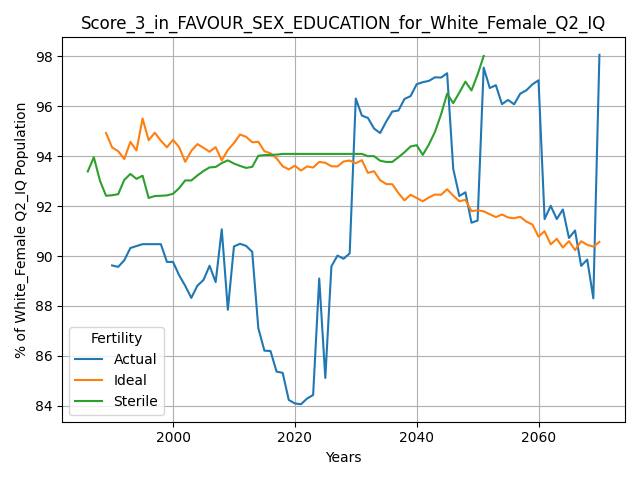 Score_3_in_FAVOUR_SEX_EDUCATION_for_White_Female_Q2_IQ
% of White_Female Q2_IQ Population
98
96
94
92
90
88
86
84
Fertility
Actual
Ideal
Sterile
2000 2020 2040 2060
Years